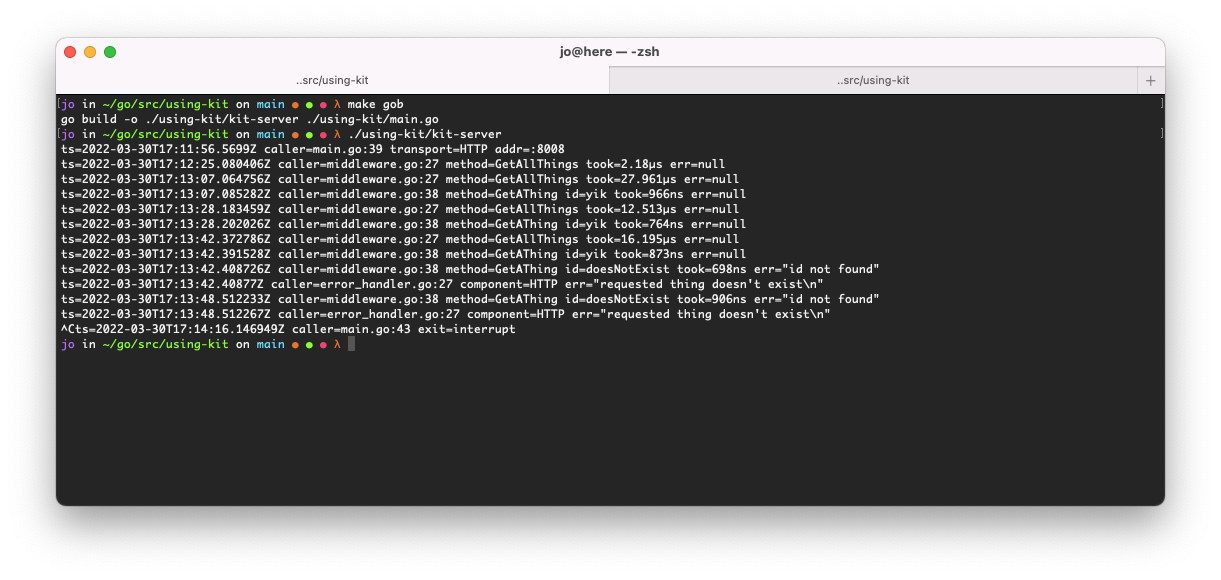 jo@here — -zsh
..src/using-kit
..src/using-kit
+
[jo in ~/go/src/using-kit on main ● ● ● λ make gob ]
go build -o ./using-kit/kit-server ./using-kit/main.go
[jo in ~/go/src/using-kit on main ● ● ● λ ./using-kit/kit-server ]
ts=2022-03-30T17:11:56.5699Z caller=main.go:39 transport=HTTP addr=:8008
ts=2022-03-30T17:12:25.080406Z caller=middleware.go:27 method=GetAllThings took=2.18µs err=null
ts=2022-03-30T17:13:07.064756Z caller=middleware.go:27 method=GetAllThings took=27.961µs err=null
ts=2022-03-30T17:13:07.085282Z caller=middleware.go:38 method=GetAThing id=yik took=966ns err=null
ts=2022-03-30T17:13:28.183459Z caller=middleware.go:27 method=GetAllThings took=12.513µs err=null
ts=2022-03-30T17:13:28.202026Z caller=middleware.go:38 method=GetAThing id=yik took=764ns err=null
ts=2022-03-30T17:13:42.372786Z caller=middleware.go:27 method=GetAllThings took=16.195µs err=null
ts=2022-03-30T17:13:42.391528Z caller=middleware.go:38 method=GetAThing id=yik took=873ns err=null
ts=2022-03-30T17:13:42.408726Z caller=middleware.go:38 method=GetAThing id=doesNotExist took=698ns err="id not found"
ts=2022-03-30T17:13:42.40877Z caller=error_handler.go:27 component=HTTP err="requested thing doesn't exist\n"
ts=2022-03-30T17:13:48.512233Z caller=middleware.go:38 method=GetAThing id=doesNotExist took=906ns err="id not found"
ts=2022-03-30T17:13:48.512267Z caller=error_handler.go:27 component=HTTP err="requested thing doesn't exist\n"
^Cts=2022-03-30T17:14:16.146949Z caller=main.go:43 exit=interrupt
jo in ~/go/src/using-kit on main ● ● ● λ